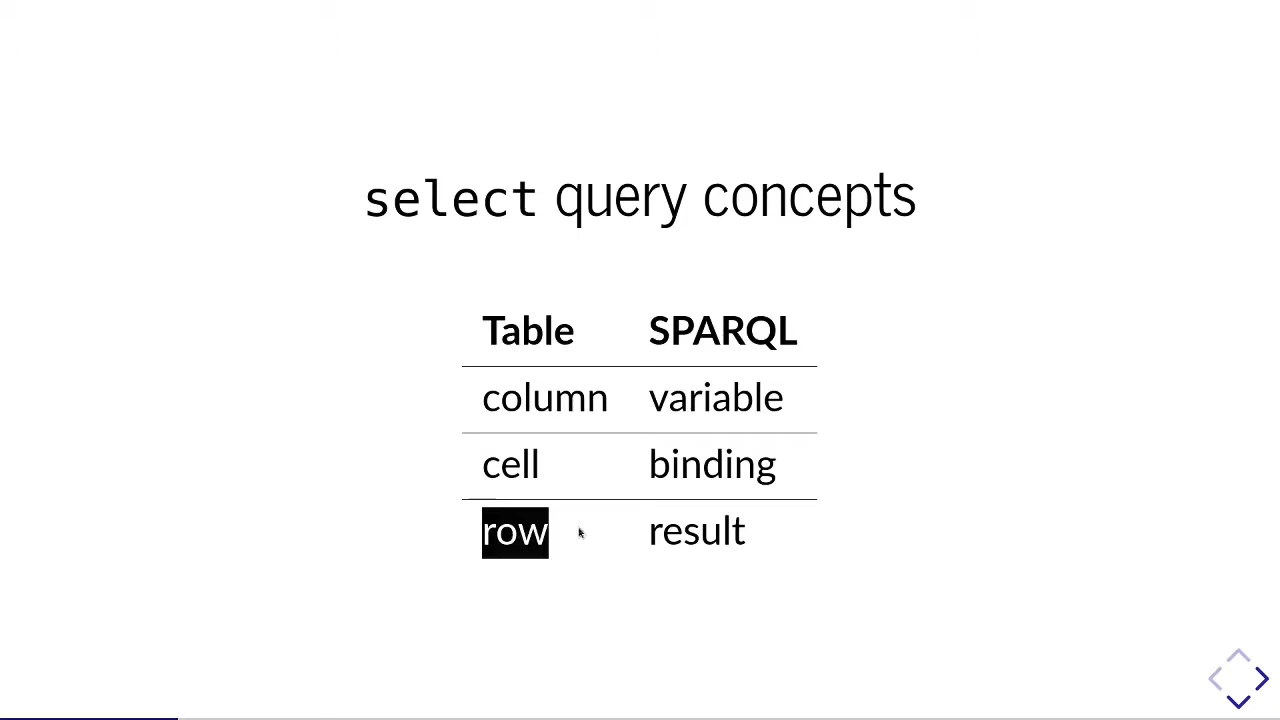 select query concepts
Table SPARQL
column variable
cell binding
row result